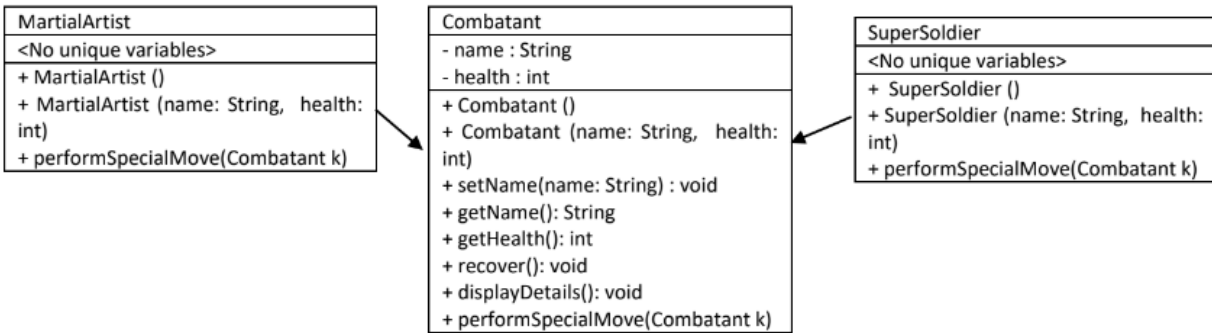 MartialArtist
<No unique variables>
+ MartialArtist ()
+ MartialArtist (name: String, health:
int)
+ performSpecialMove(Combatant k)
Combatant
- name : String
- health : int
+ Combatant ()
+ Combatant (name: String, health:
int)
+ setName(name: String) : void
+ getName(): String
+ getHealth(): int
+ recover(): void
+ displayDetails(): void
+ performSpecialMove(Combatant k)
SuperSoldier
<No unique variables>
+ SuperSoldier ()
+ SuperSoldier (name: String, health:
int)
+ performSpecialMove(Combatant k)